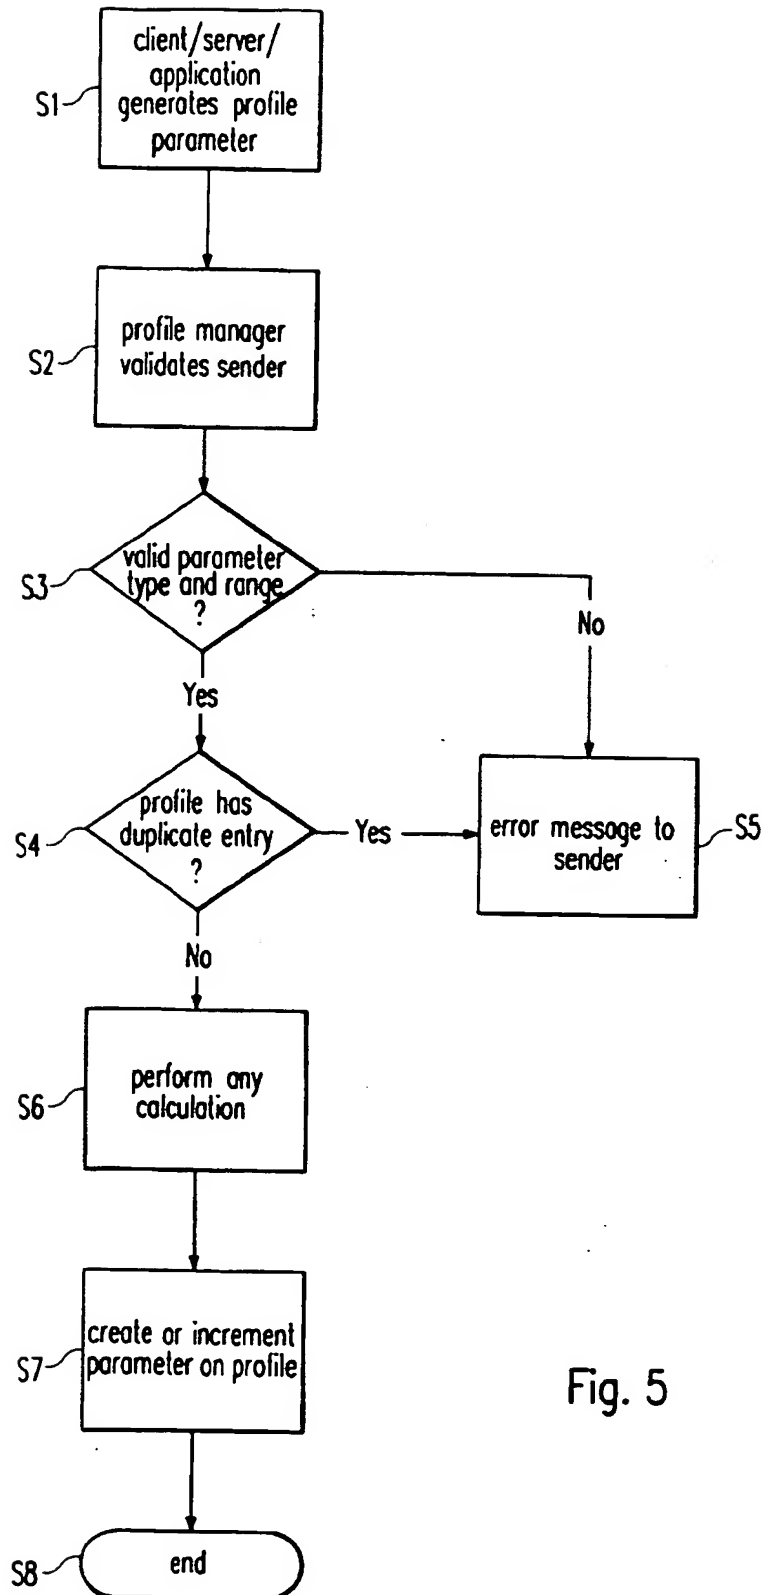 client/server/
application
generates profile
parameter
S1
profile manager
validates sender
S2
valid parameter
type and range
?
S3
No
Yes
profile has
duplicate entry
?
S4
Yes
error message to
sender
S5
No
perform any
calculation
S6
create or increment
parameter on profile
S7
Fig. 5
end
S8